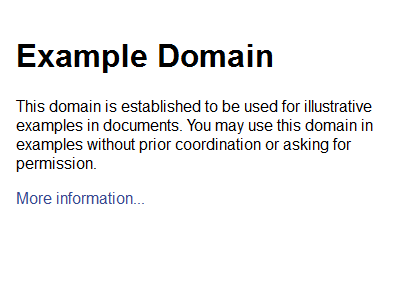 Example Domain
This domain is established to be used for illustrative
examples in documents. You may use this domain in
examples without prior coordination or asking for
permission.
More information...